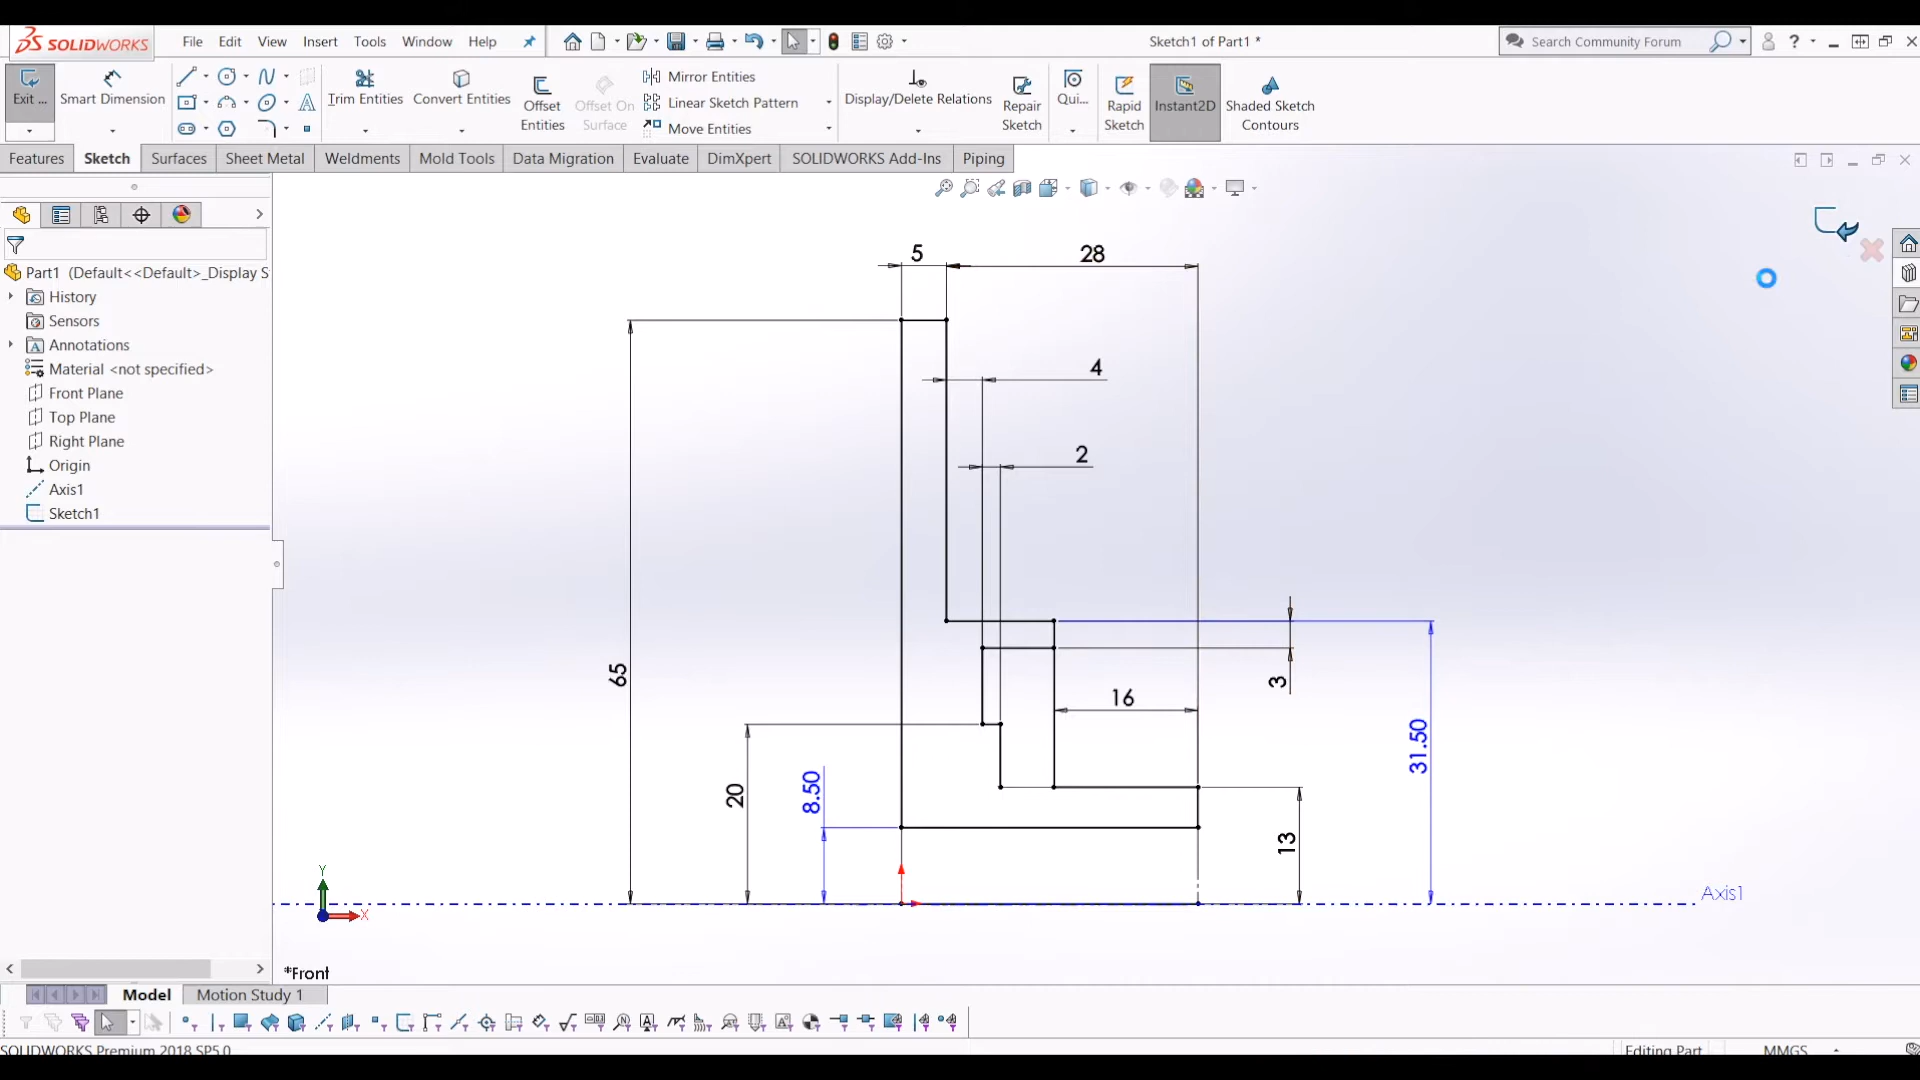 SOLIDWORKS File Edit View Insert Tools Window Help Sketch1 of Part1 * Search Community Forum ?
Exit ... Smart Dimension Trim Entities Convert Entities Offset Entities Offset On Surface Mirror Entities Display/Delete Relations Repair Sketch Qui... Rapid Sketch Instant2D Shaded Sketch Contours
Linear Sketch Pattern
Move Entities
Features Sketch Surfaces Sheet Metal Weldments Mold Tools Data Migration Evaluate DimXpert SOLIDWORKS Add-Ins Piping
Part1 (Default<<Default>_Display S
History
Sensors
Annotations
Material <not specified>
Front Plane
Top Plane
Right Plane
Origin
Axis1
Sketch1
5 28
4
2
65
3
16
31.50
20
8.50
13
Axis1
Y
X
*Front
Model Motion Study 1
SOLIDWORKS Premium 2018 SP5.0 Editing Part MMGS